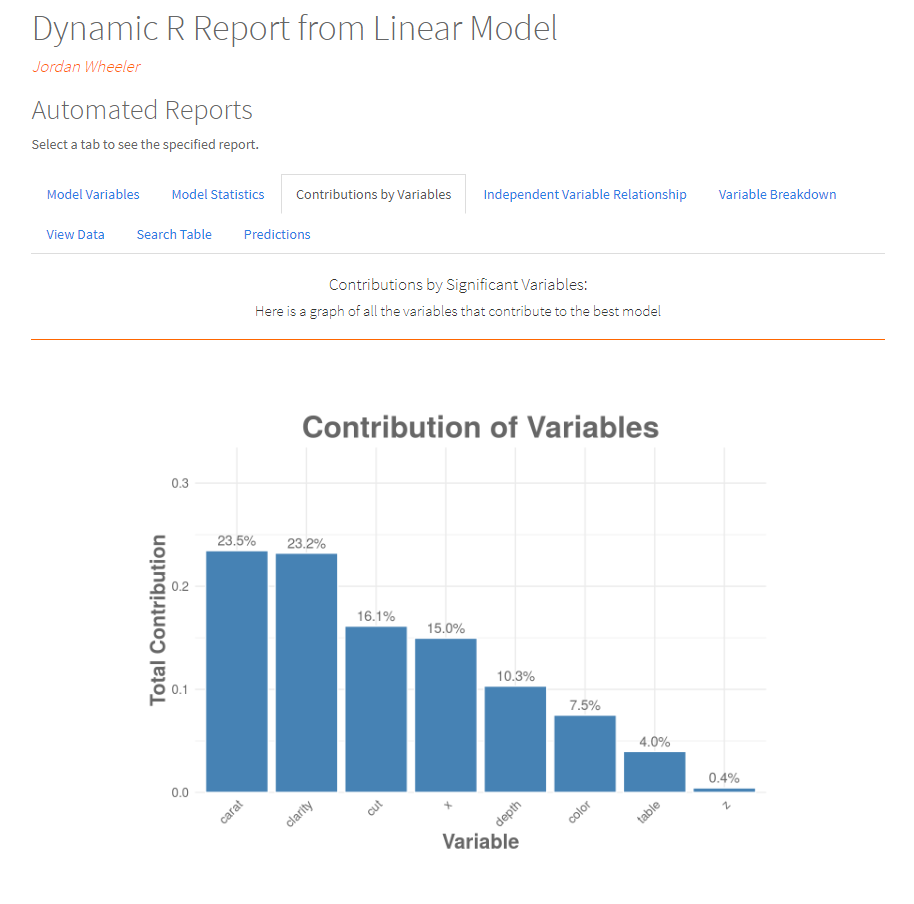 Dynamic R Report from Linear Model
Jordan Wheeler
Automated Reports
Select a tab to see the specified report.
Model Variables Model Statistics Contributions by Variables Independent Variable Relationship Variable Breakdown
View Data Search Table Predictions
Contributions by Significant Variables:
Here is a graph of all the variables that contribute to the best model
Contribution of Variables
Total Contribution
0.3
0.2
0.1
0.0
23.5% 23.2% 16.1% 15.0% 10.3% 7.5% 4.0% 0.4%
carat clarity cut x depth color table z
Variable